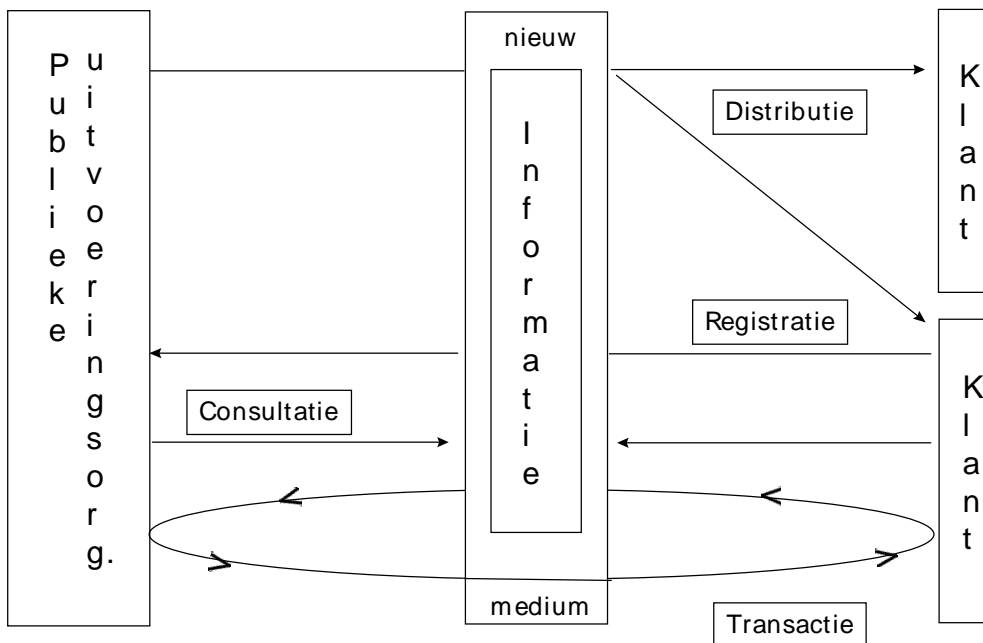 Publieke
uitvoeringsorg.
nieuw
Informatie
medium
Distributie
Klant
Registratie
Consultatie
Klant
Transactie